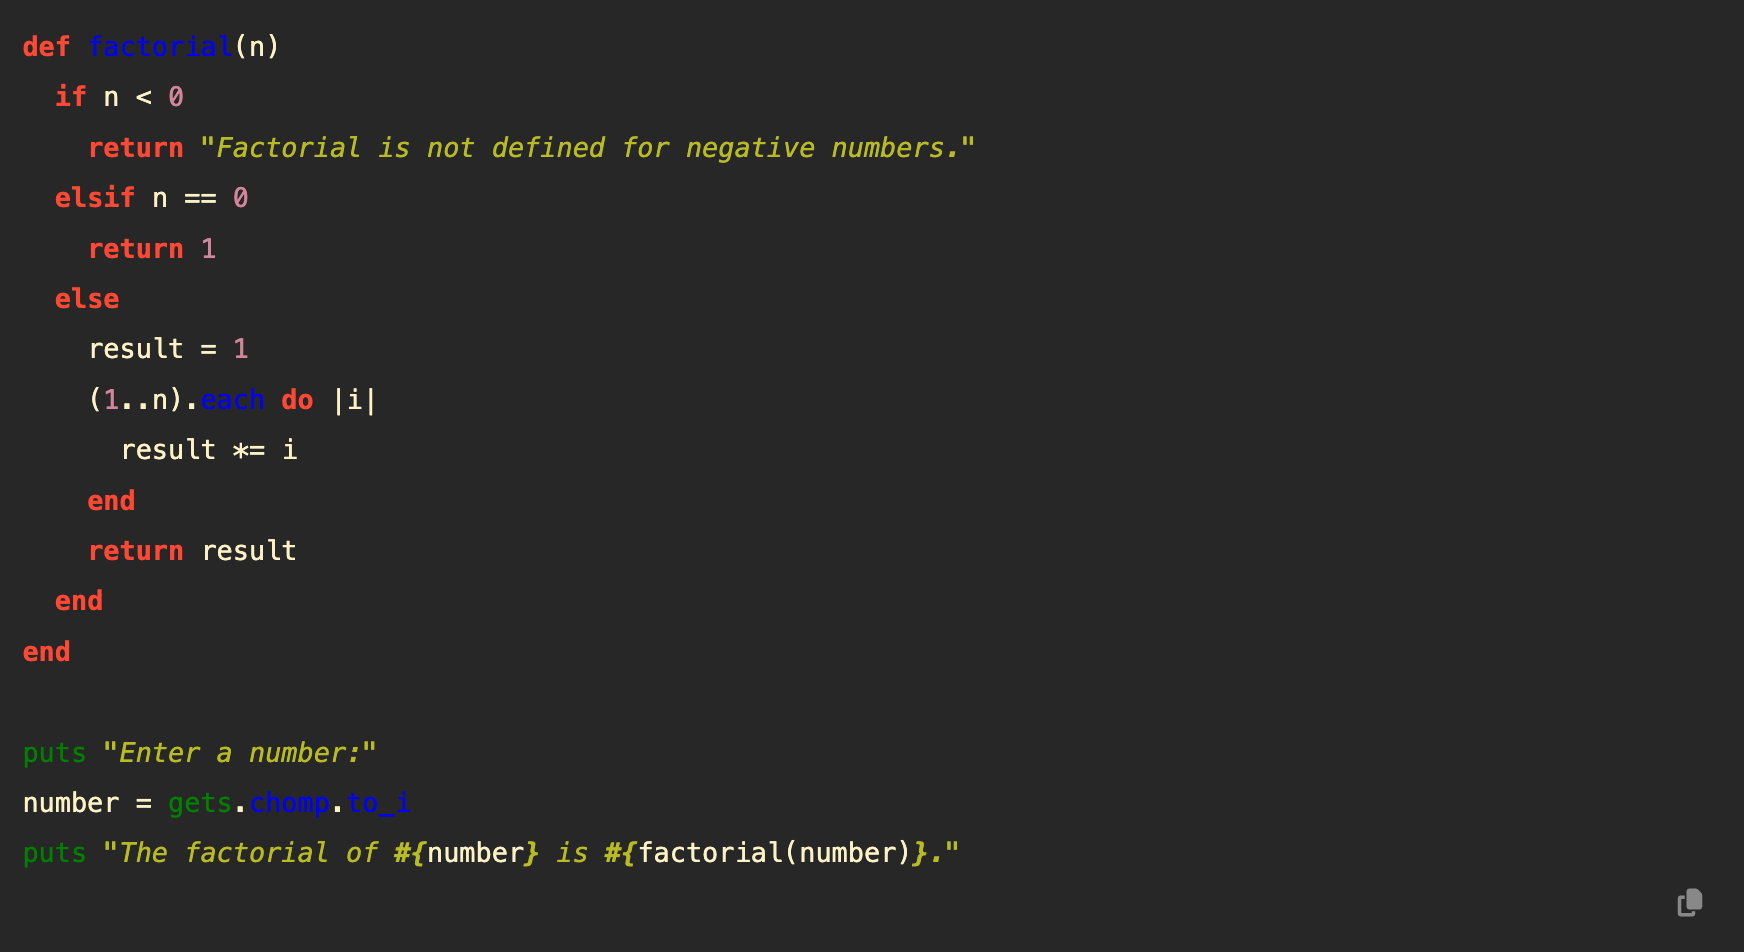 def factorial(n)
  if n < 0
    return "Factorial is not defined for negative numbers."
  elsif n == 0
    return 1
  else
    result = 1
    (1..n).each do |i|
      result *= i
    end
    return result
  end
end

puts "Enter a number:"
number = gets.chomp.to_i
puts "The factorial of #{number} is #{factorial(number)}."